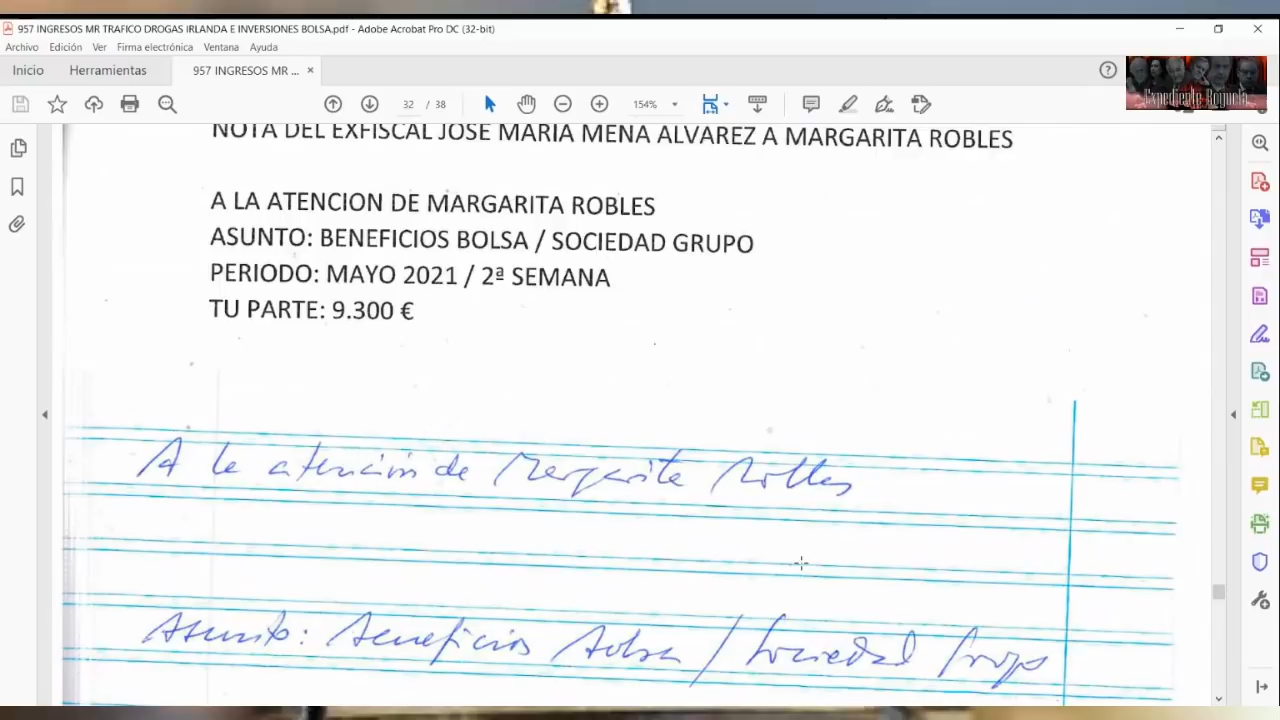 957 INGRESOS MR TRAFICO DROGAS IRLANDA E INVERSIONES BOLSA.pdf - Adobe Acrobat Pro DC (32-bit)
Archivo Edición Ver Firma electrónica Ventana Ayuda
Inicio Herramientas 957 INGRESOS MR ... ×
Expediente Royuela
32 / 38 154%
NOTA DEL EXFISCAL JOSE MARIA MENA ALVAREZ A MARGARITA ROBLES
A LA ATENCION DE MARGARITA ROBLES
ASUNTO: BENEFICIOS BOLSA / SOCIEDAD GRUPO
PERIODO: MAYO 2021 / 2ª SEMANA
TU PARTE: 9.300 €
A la atención de Margarita Robles
Asunto: Beneficios Bolsa / Sociedad Grupo